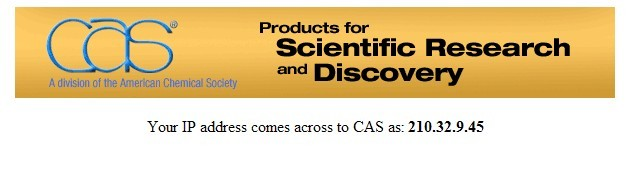 CAS®
A division of the American Chemical Society
Products for
Scientific Research
and Discovery
Your IP address comes across to CAS as: 210.32.9.45